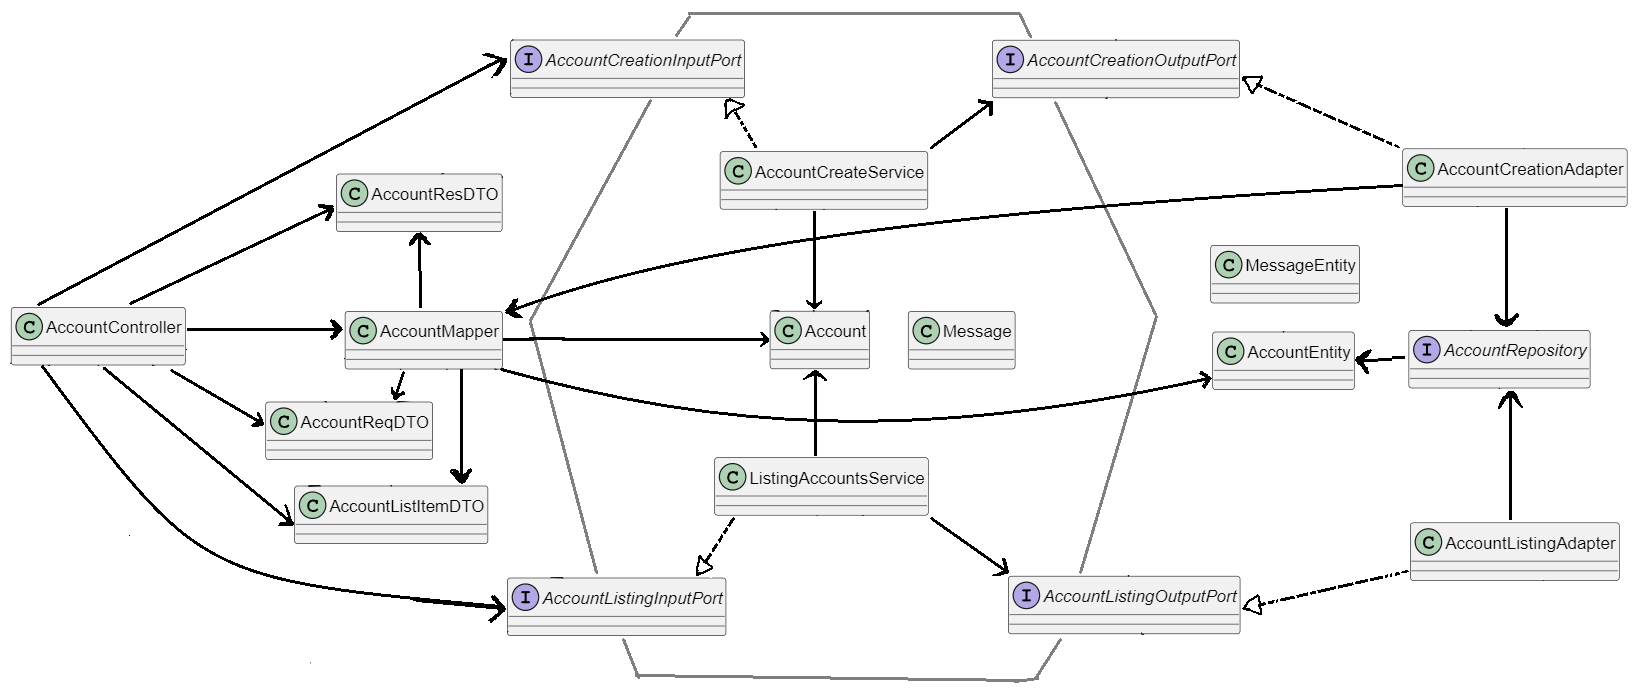 I AccountCreationInputPort
I AccountCreationOutputPort
C AccountCreateService
C AccountCreationAdapter
C AccountResDTO
C MessageEntity
C AccountController
C AccountMapper
C Account
C Message
C AccountEntity
I AccountRepository
C AccountReqDTO
C ListingAccountsService
C AccountListItemDTO
C AccountListingAdapter
I AccountListingInputPort
I AccountListingOutputPort